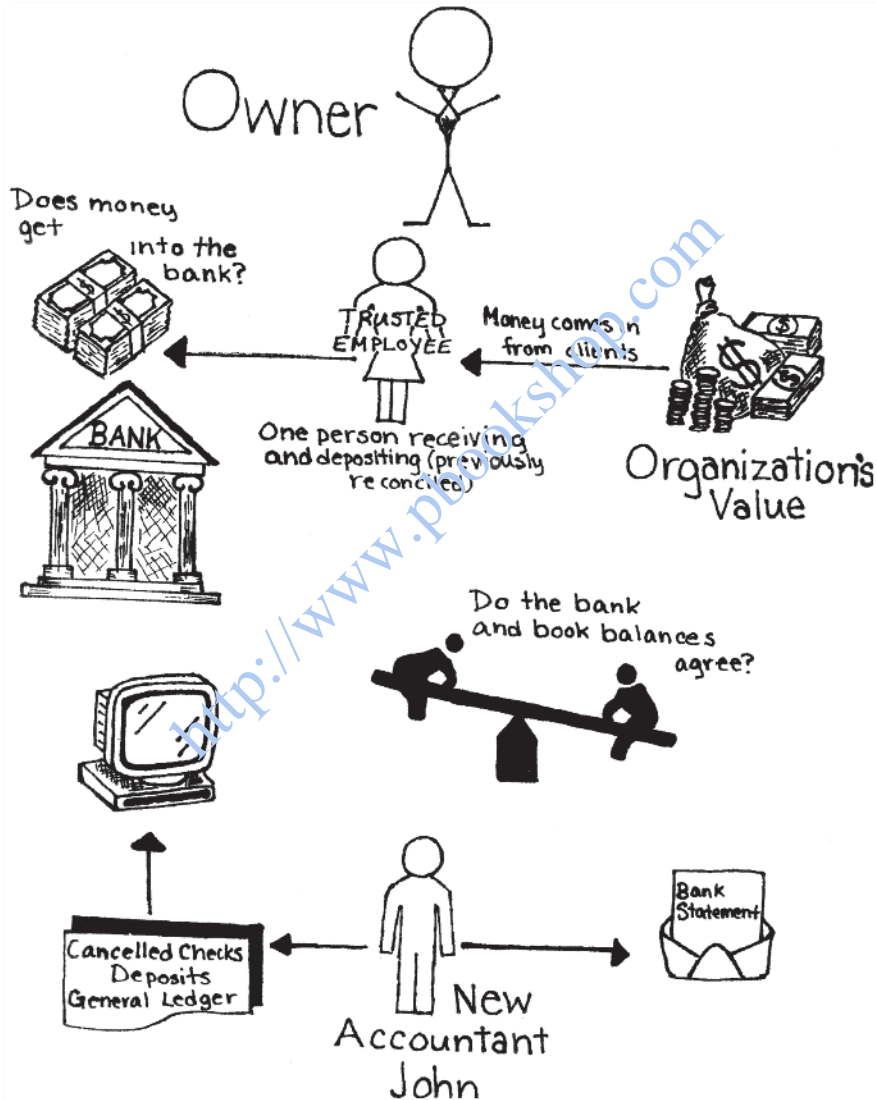 Owner
Does money
get
into the
bank?
TRUSTED
EMPLOYEE
Money comes in
from clients
BANK
One person receiving
and depositing (previously
reconciled)
Organization's
Value
$
$
Do the bank
and book balances
agree?
Bank
Statement
Cancelled Checks
Deposits
General Ledger
New
Accountant
John
http://www.pbookshop.com